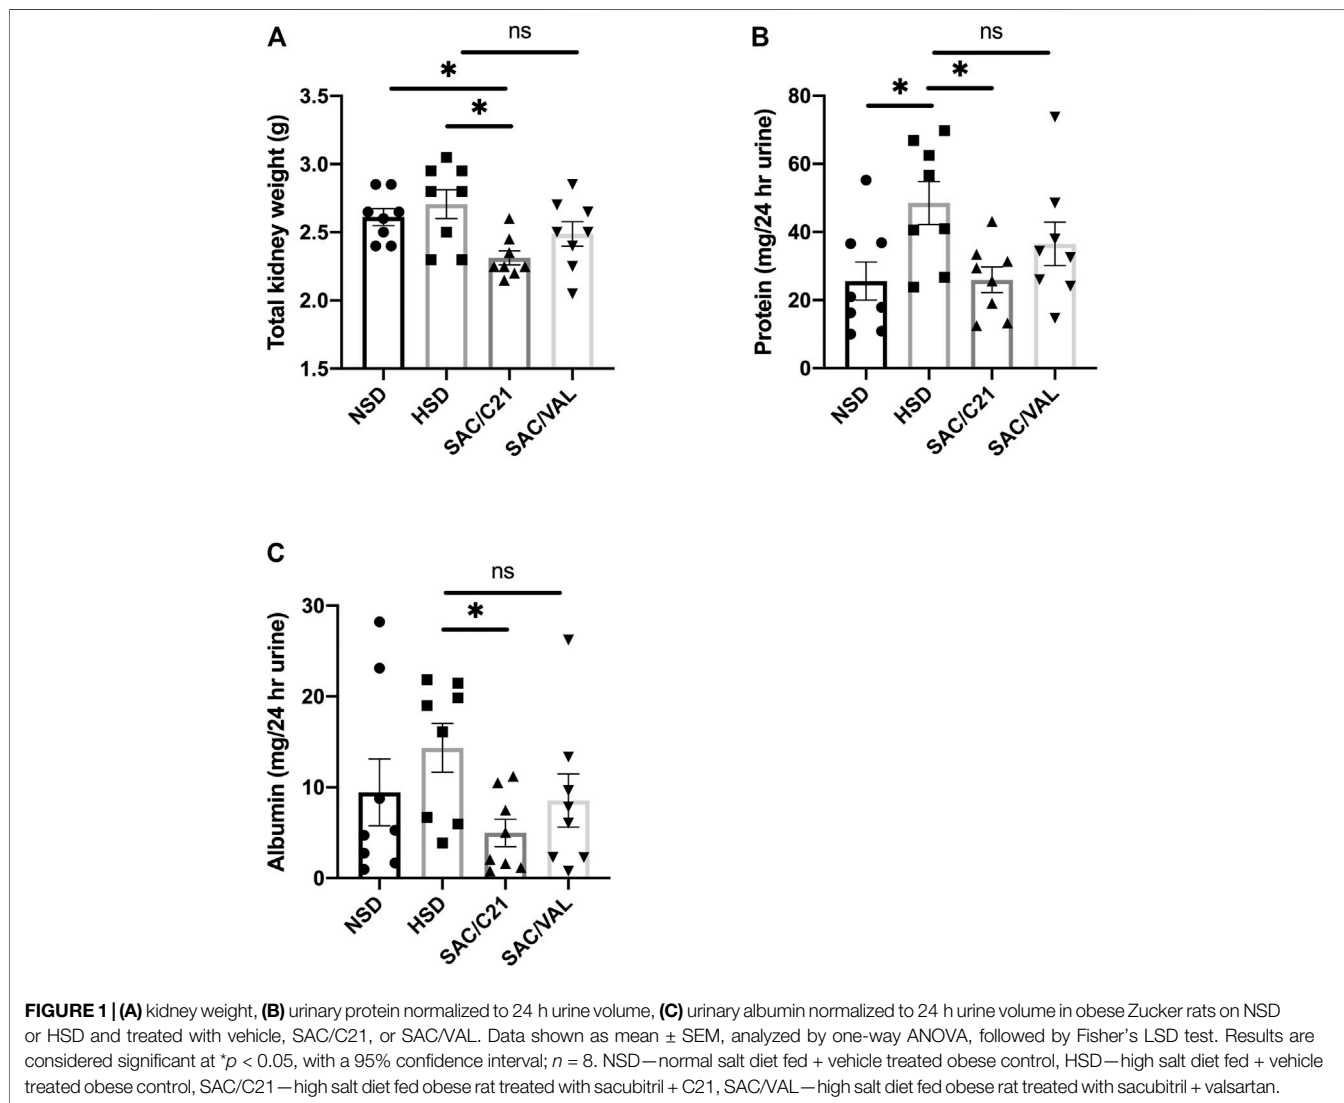 A
ns
*
*
3.5
3.0
2.5
2.0
1.5
Total kidney weight (g)
NSD
HSD
SAC/C21
SAC/VAL
B
ns
*
*
80
60
40
20
0
Protein (mg/24 hr urine)
NSD
HSD
SAC/C21
SAC/VAL
C
ns
*
30
20
10
0
Albumin (mg/24 hr urine)
NSD
HSD
SAC/C21
SAC/VAL
FIGURE 1 | (A) kidney weight, (B) urinary protein normalized to 24 h urine volume, (C) urinary albumin normalized to 24 h urine volume in obese Zucker rats on NSD
or HSD and treated with vehicle, SAC/C21, or SAC/VAL. Data shown as mean ± SEM, analyzed by one-way ANOVA, followed by Fisher's LSD test. Results are
considered significant at *p < 0.05, with a 95% confidence interval; n = 8. NSD—normal salt diet fed + vehicle treated obese control, HSD—high salt diet fed + vehicle
treated obese control, SAC/C21—high salt diet fed obese rat treated with sacubitril + C21, SAC/VAL—high salt diet fed obese rat treated with sacubitril + valsartan.